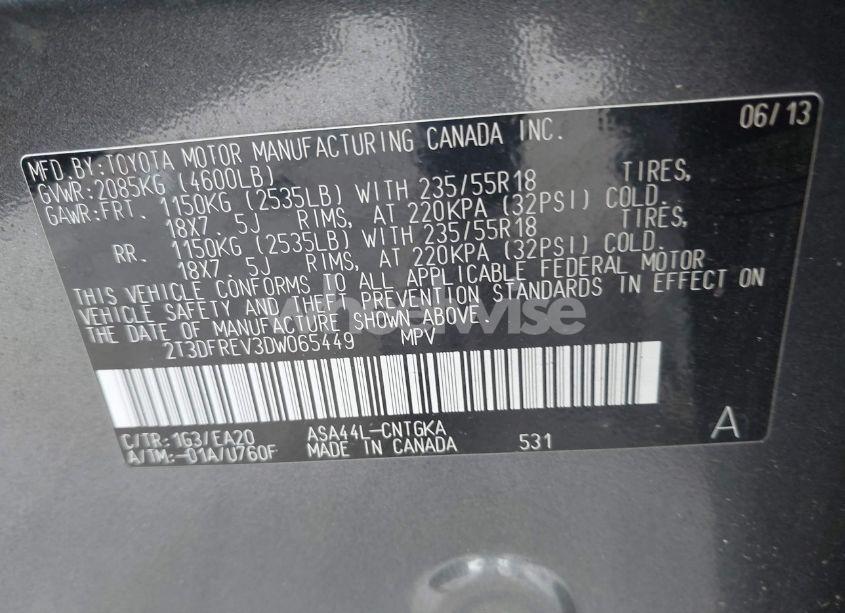 06/13
MFD.BY:TOYOTA MOTOR MANUFACTURING CANADA INC.
GVWR:2085KG (4600LB)
GAWR:FRT. 1150KG (2535LB) WITH 235/55R18 TIRES,
18X7.5J RIMS, AT 220KPA (32PSI) COLD.
RR. 1150KG (2535LB) WITH 235/55R18 TIRES,
18X7.5J RIMS, AT 220KPA (32PSI) COLD.
THIS VEHICLE CONFORMS TO ALL APPLICABLE FEDERAL MOTOR
VEHICLE SAFETY AND THEFT PREVENTION STANDARDS IN EFFECT ON
THE DATE OF MANUFACTURE SHOWN ABOVE.
2T3DFREV3DW065449 MPV
C/TR:1G3/EA20 ASA44L-CNTGKA
A/TM:-01A/U760F MADE IN CANADA 531
A